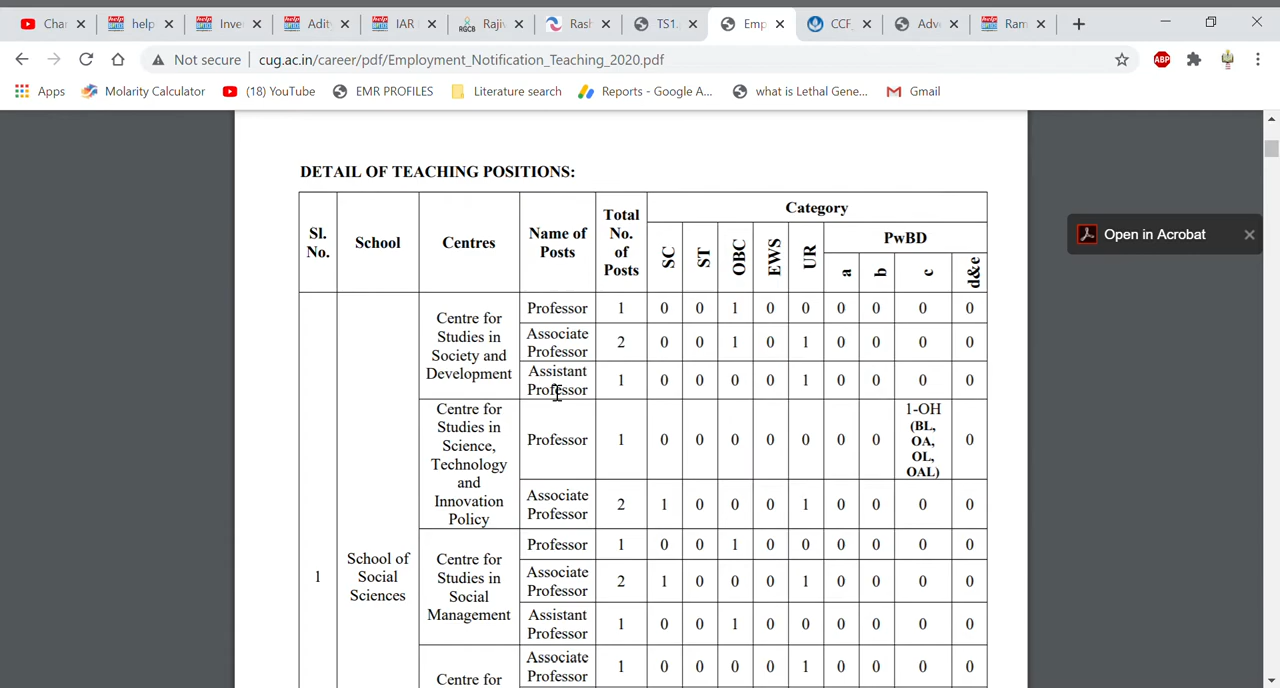 Chan
help
Inve
Adit
IAR
RGCB
Rajiv
Rash
TS1.
Emp
CCF
Adv
Ram
Not secure
cug.ac.in/career/pdf/Employment_Notification_Teaching_2020.pdf
ABP
Apps
Molarity Calculator
(18) YouTube
EMR PROFILES
Literature search
Reports - Google A...
what is Lethal Gene...
Gmail
DETAIL OF TEACHING POSITIONS:
Sl.
No.
School
Centres
Name of
Posts
Total
No.
of
Posts
Category
SC
ST
OBC
EWS
UR
PwBD
a
b
c
d&e
Open in Acrobat
1
School of
Social
Sciences
Centre for
Studies in
Society and
Development
Professor 1 0 0 1 0 0 0 0 0 0
Associate
Professor 2 0 0 1 0 1 0 0 0 0
Assistant
Professor 1 0 0 0 0 1 0 0 0 0
Centre for
Studies in
Science,
Technology
and
Innovation
Policy
Professor 1 0 0 0 0 0 0 0
1-OH
(BL,
OA,
OL,
OAL)
0
Associate
Professor 2 1 0 0 0 1 0 0 0 0
Centre for
Studies in
Social
Management
Professor 1 0 0 1 0 0 0 0 0 0
Associate
Professor 2 1 0 0 0 1 0 0 0 0
Assistant
Professor 1 0 0 1 0 0 0 0 0 0
Centre for
Associate
Professor 1 0 0 0 0 1 0 0 0 0